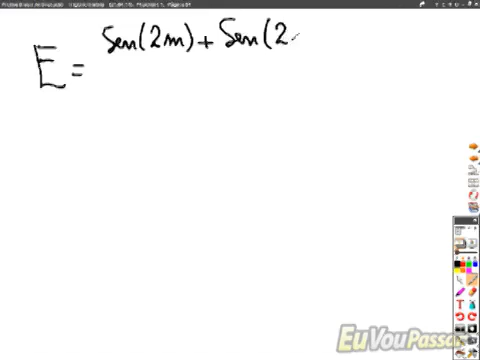 Sen(2m) + Sen(2
E =
EuVouPassar